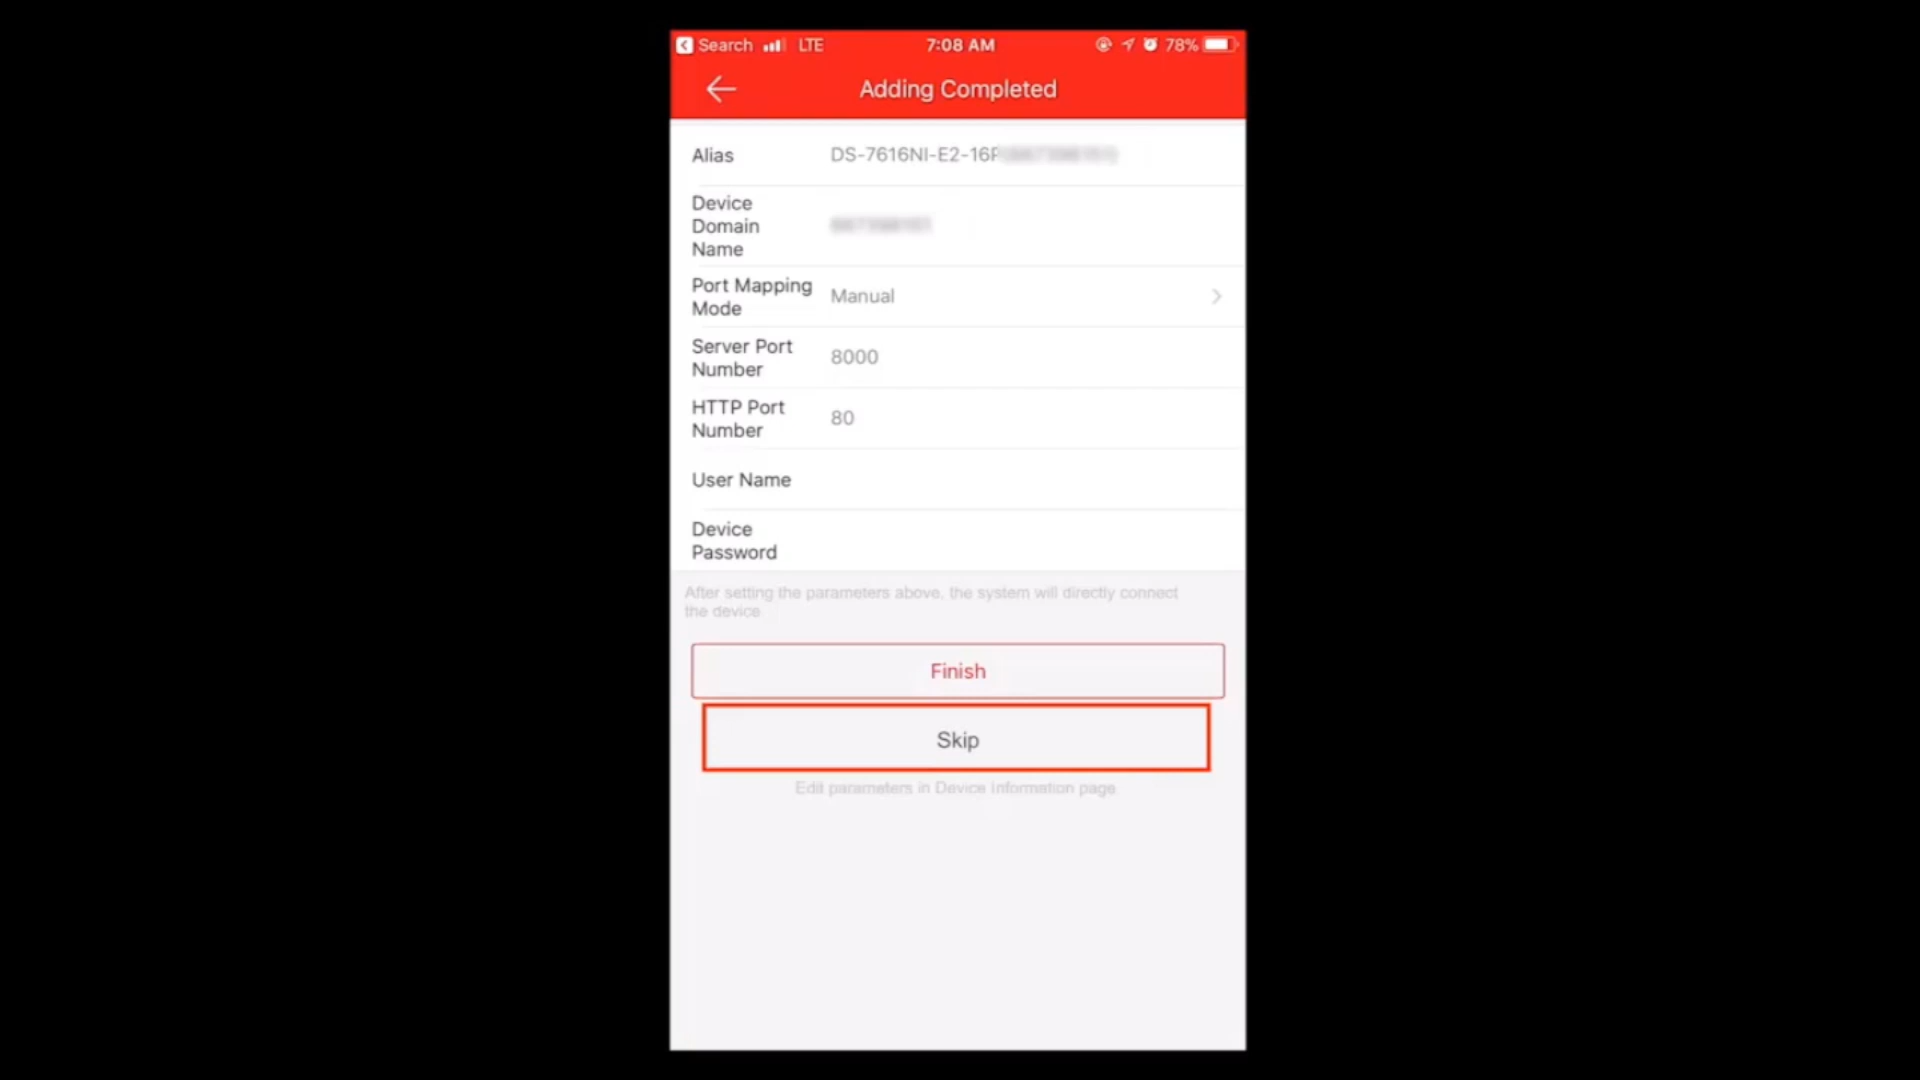 Search LTE 7:08 AM 78%
Adding Completed
Alias DS-7616NI-E2-16P
Device
Domain
Name
Port Mapping
Mode
Manual
Server Port
Number
8000
HTTP Port
Number
80
User Name
Device
Password
After setting the parameters above, the system will directly connect
the device
Finish
Skip
Edit parameters in Device Information page